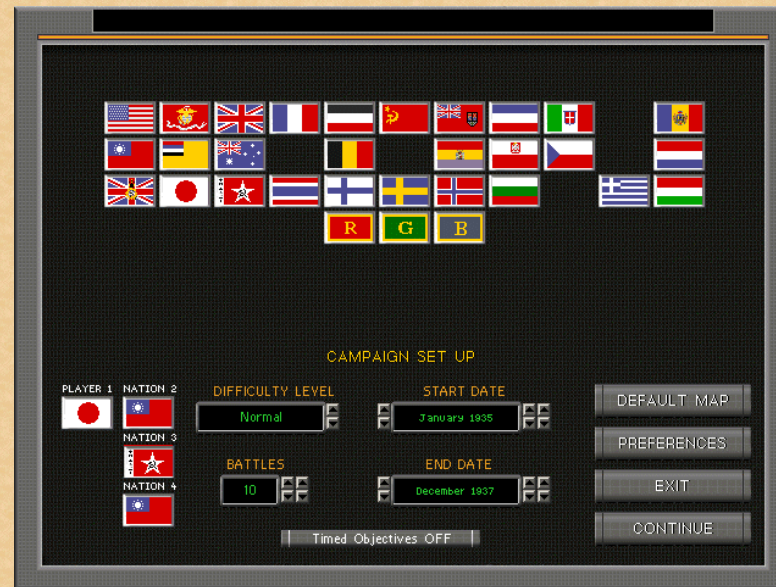 R G B
CAMPAIGN SET UP
PLAYER 1 NATION 2 DIFFICULTY LEVEL START DATE
Normal January 1935
DEFAULT MAP
NATION 3
PREFERENCES
BATTLES END DATE
NATION 4
10 December 1937
EXIT
Timed Objectives OFF
CONTINUE